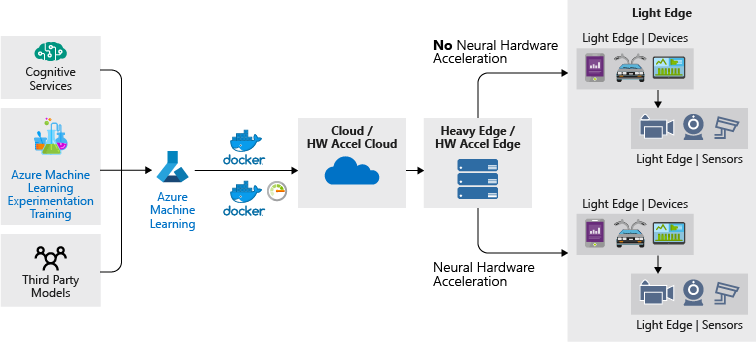 Cognitive
Services
Azure Machine
Learning
Experimentation
Training
Third Party
Models
Azure
Machine
Learning
docker
docker
Cloud /
HW Accel Cloud
Heavy Edge /
HW Accel Edge
No Neural Hardware
Acceleration
Neural Hardware
Acceleration
Light Edge
Light Edge | Devices
Light Edge | Sensors
Light Edge | Devices
Light Edge | Sensors